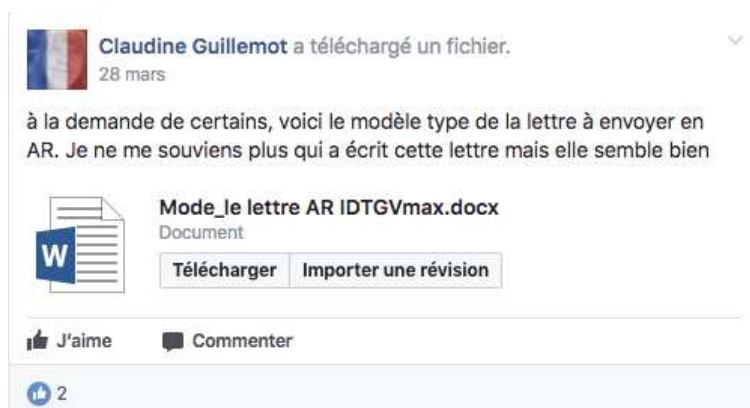 Claudine Guillemot a téléchargé un fichier.
28 mars
à la demande de certains, voici le modèle type de la lettre à envoyer en
AR. Je ne me souviens plus qui a écrit cette lettre mais elle semble bien
W
Mode_le lettre AR IDTGVmax.docx
Document
Télécharger Importer une révision
J'aime Commenter
2